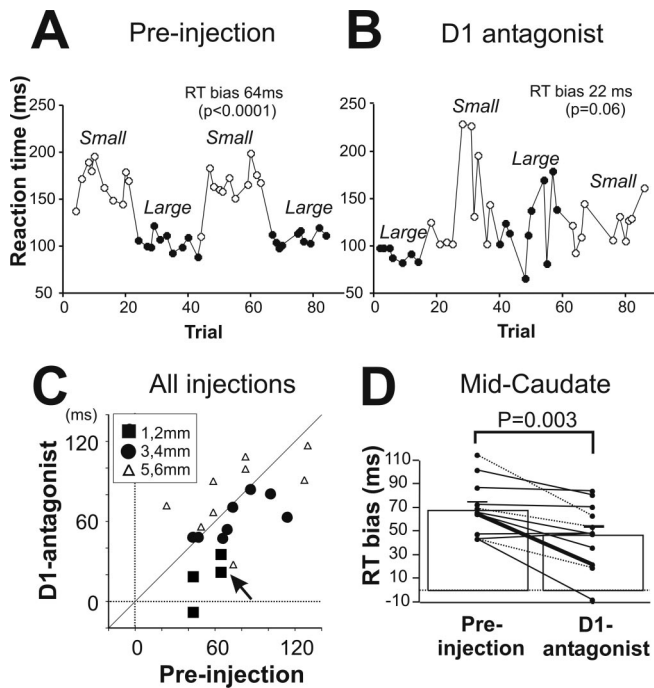 A Pre-injection
B D1 antagonist
Reaction time (ms)
250
200
150
100
50
RT bias 64ms
(p<0.0001)
Small
Small
Large
Large
0 20 40 60 80
Trial
250
200
150
100
50
RT bias 22 ms
(p=0.06)
Small
Large
Large
Small
0 20 40 60 80
Trial
C All injections
(ms)
120
60
0
D1-antagonist
1,2mm
3,4mm
5,6mm
0 60 120
Pre-injection
D Mid-Caudate
P=0.003
RT bias (ms)
110
90
70
50
30
10
-10
Pre-
injection
D1-
antagonist